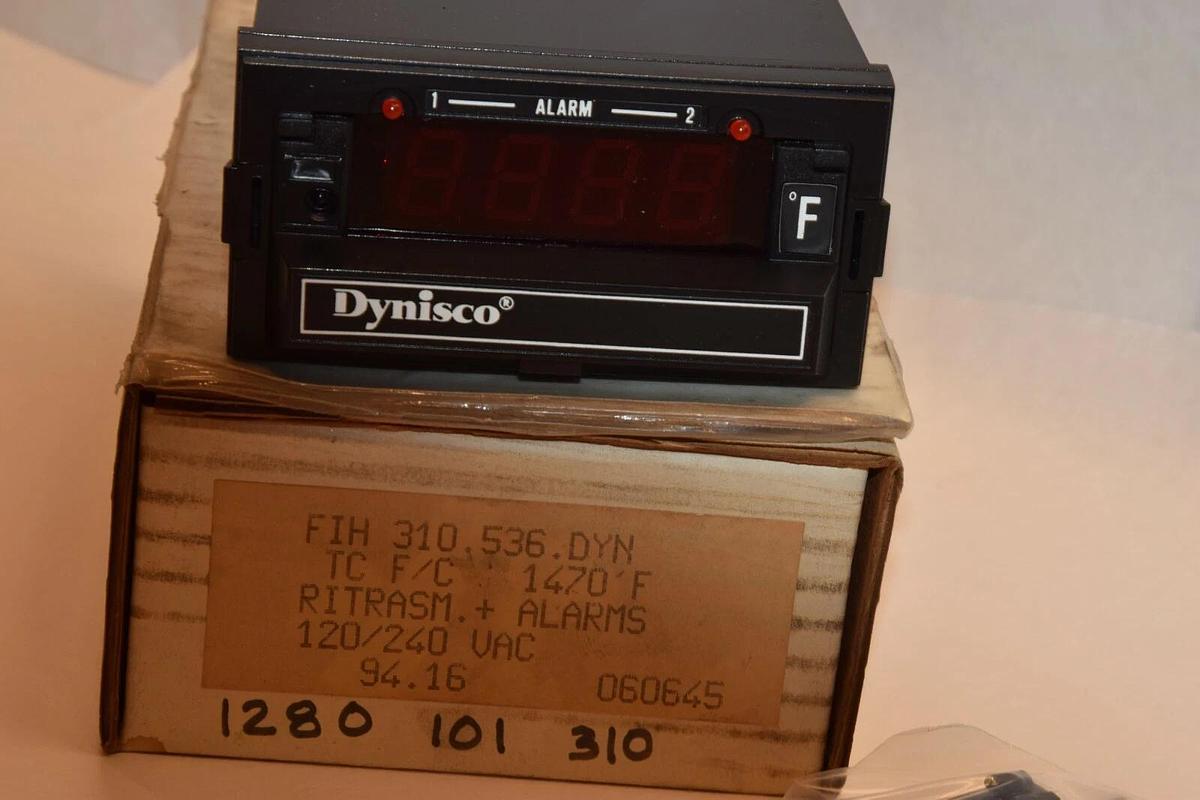 1 ALARM 2
°F
Dynisco®
FIH 310.536.DYN
TC F/C 1470°F
RITRASM.+ ALARMS
120/240 VAC
94.16 060645
1280 101 310